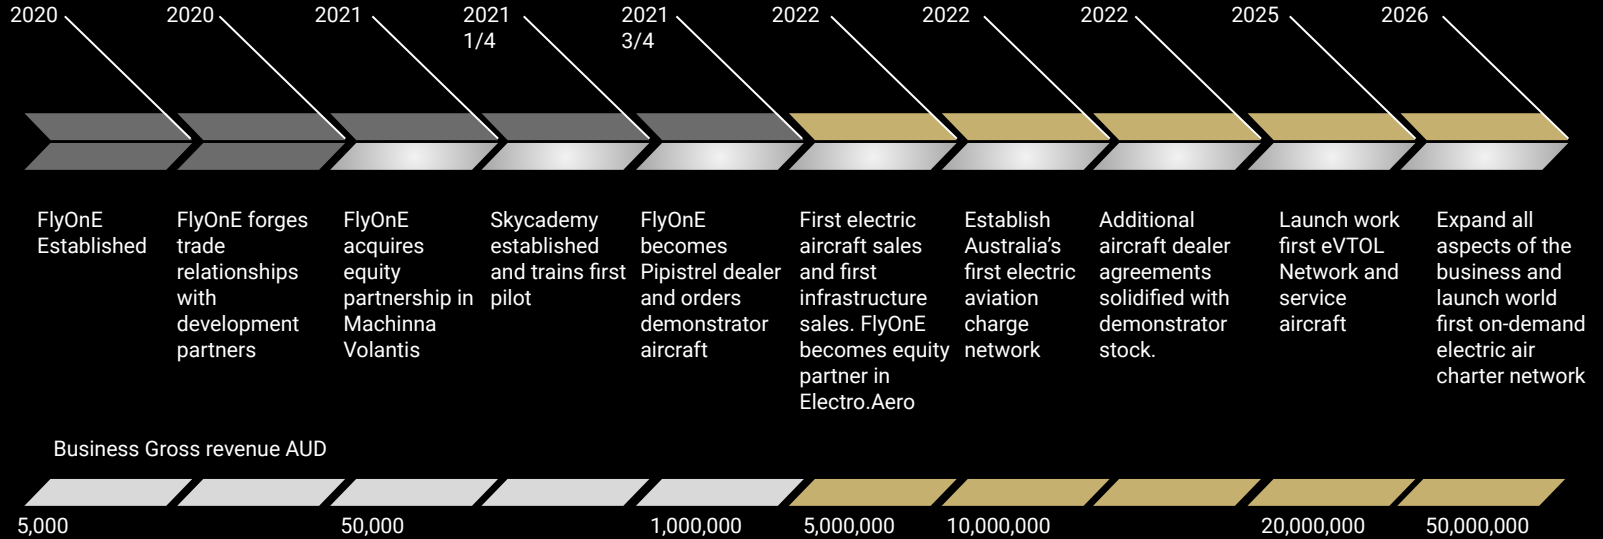 2020
2020
2021
2021
1/4
2021
3/4
2022
2022
2022
2025
2026
FlyOnE
Established
FlyOnE forges
trade
relationships
with
development
partners
FlyOnE
acquires
equity
partnership in
Machinna
Volantis
Skycademy
established
and trains first
pilot
FlyOnE
becomes
Pipistrel dealer
and orders
demonstrator
aircraft
First electric
aircraft sales
and first
infrastructure
sales. FlyOnE
becomes equity
partner in
Electro.Aero
Establish
Australia’s
first electric
aviation
charge
network
Additional
aircraft dealer
agreements
solidified with
demonstrator
stock.
Launch work
first eVTOL
Network and
service
aircraft
Expand all
aspects of the
business and
launch world
first on-demand
electric air
charter network
Business Gross revenue AUD
5,000
50,000
1,000,000
5,000,000
10,000,000
20,000,000
50,000,000